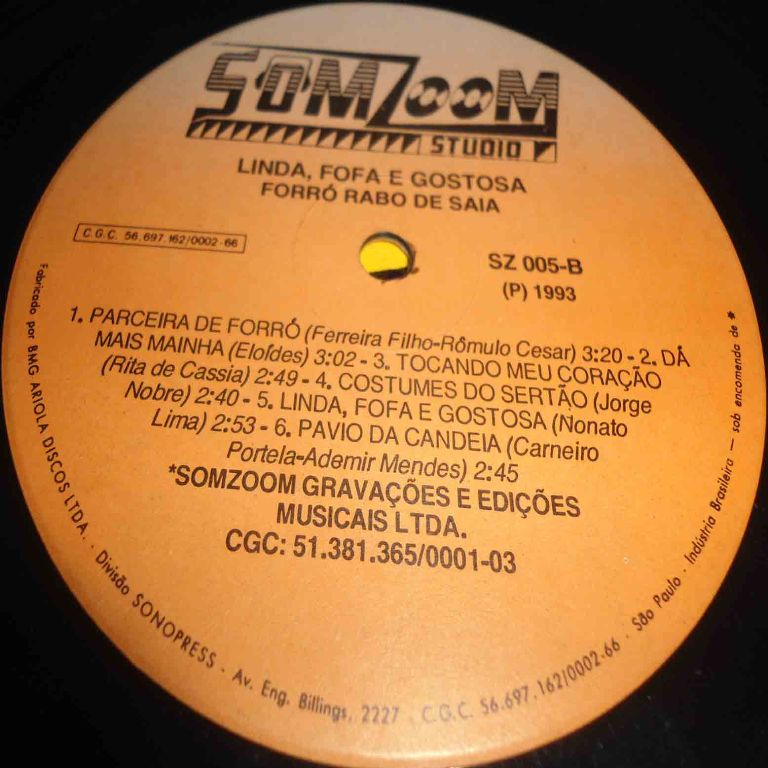 SOMZOOM
STUDIO
LINDA, FOFA E GOSTOSA
FORRÓ RABO DE SAIA
C.G.C. 56.697.162/0002-66
SZ 005-B
(P) 1993
1. PARCEIRA DE FORRÓ (Ferreira Filho-Rômulo Cesar) 3:20 - 2. DÁ
MAIS MAINHA (Eloídes) 3:02 - 3. TOCANDO MEU CORAÇÃO
(Rita de Cassia) 2:49 - 4. COSTUMES DO SERTÃO (Jorge
Nobre) 2:40 - 5. LINDA, FOFA E GOSTOSA (Nonato
Lima) 2:53 - 6. PAVIO DA CANDEIA (Carneiro
Portela-Ademir Mendes) 2:45
*SOMZOOM GRAVAÇÕES E EDIÇÕES
MUSICAIS LTDA.
CGC: 51.381.365/0001-03
Fabricado por BMG ARIOLA DISCOS LTDA. · Divisão SONOPRESS · Av. Eng. Billings, 2227 · C.G.C. 56.697.162/0002-66 · São Paulo · Indústria Brasileira — sob encomenda de *